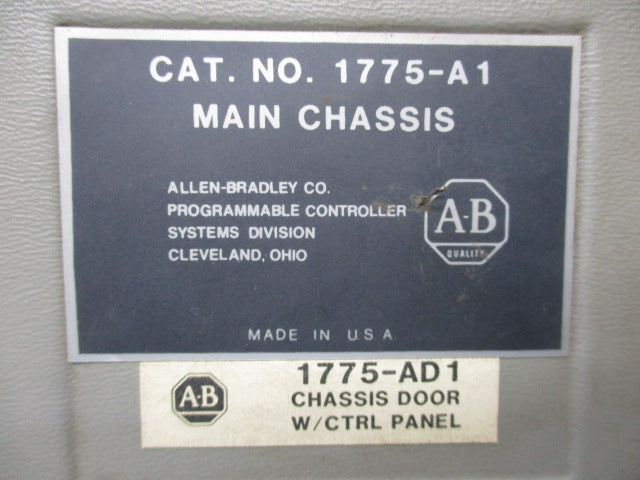 CAT. NO. 1775-A1
MAIN CHASSIS
ALLEN-BRADLEY CO.
PROGRAMMABLE CONTROLLER
SYSTEMS DIVISION
CLEVELAND, OHIO
A-B
QUALITY
MADE IN U.S.A.
A-B
1775-AD1
CHASSIS DOOR
W/CTRL PANEL